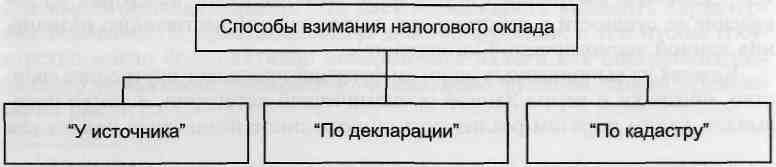 Способы взимания налогового оклада
“У источника”
“По декларации”
“По кадастру”